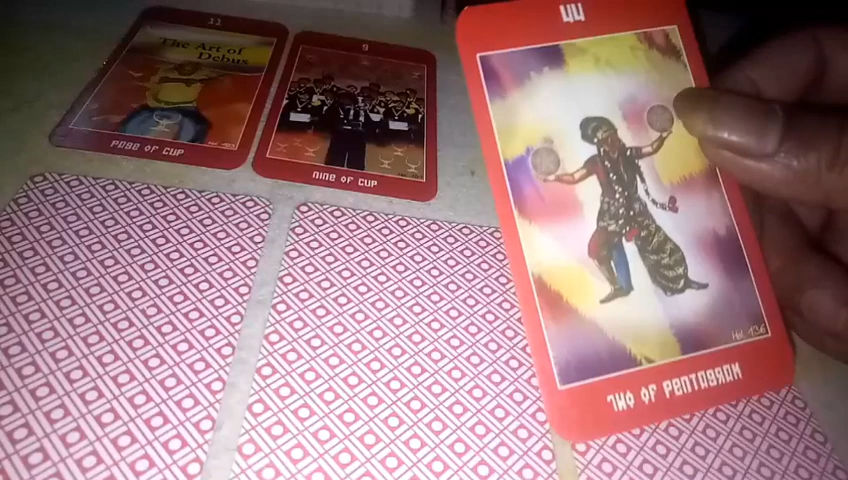 11
The Art of
Debus
PAGE OF CUP
9
NINE OF CUP
44
TWO OF PENTAGRAM